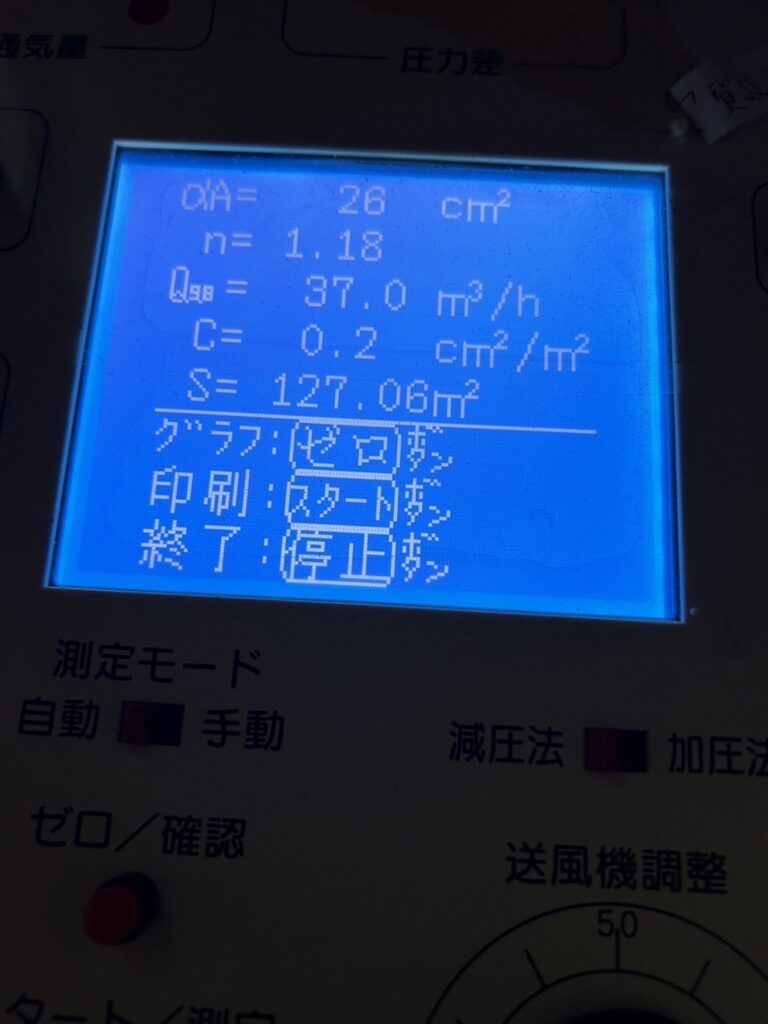 通気量
圧力差
αA= 26 cm²
n= 1.18
Q9.8= 37.0 m³/h
C= 0.2 cm²/m²
S= 127.06m²
グラフ:ゼロボタン
印刷:スタートボタン
終了:停止ボタン
測定モード
自動 手動
減圧法 加圧法
ゼロ/確認
送風機調整
50